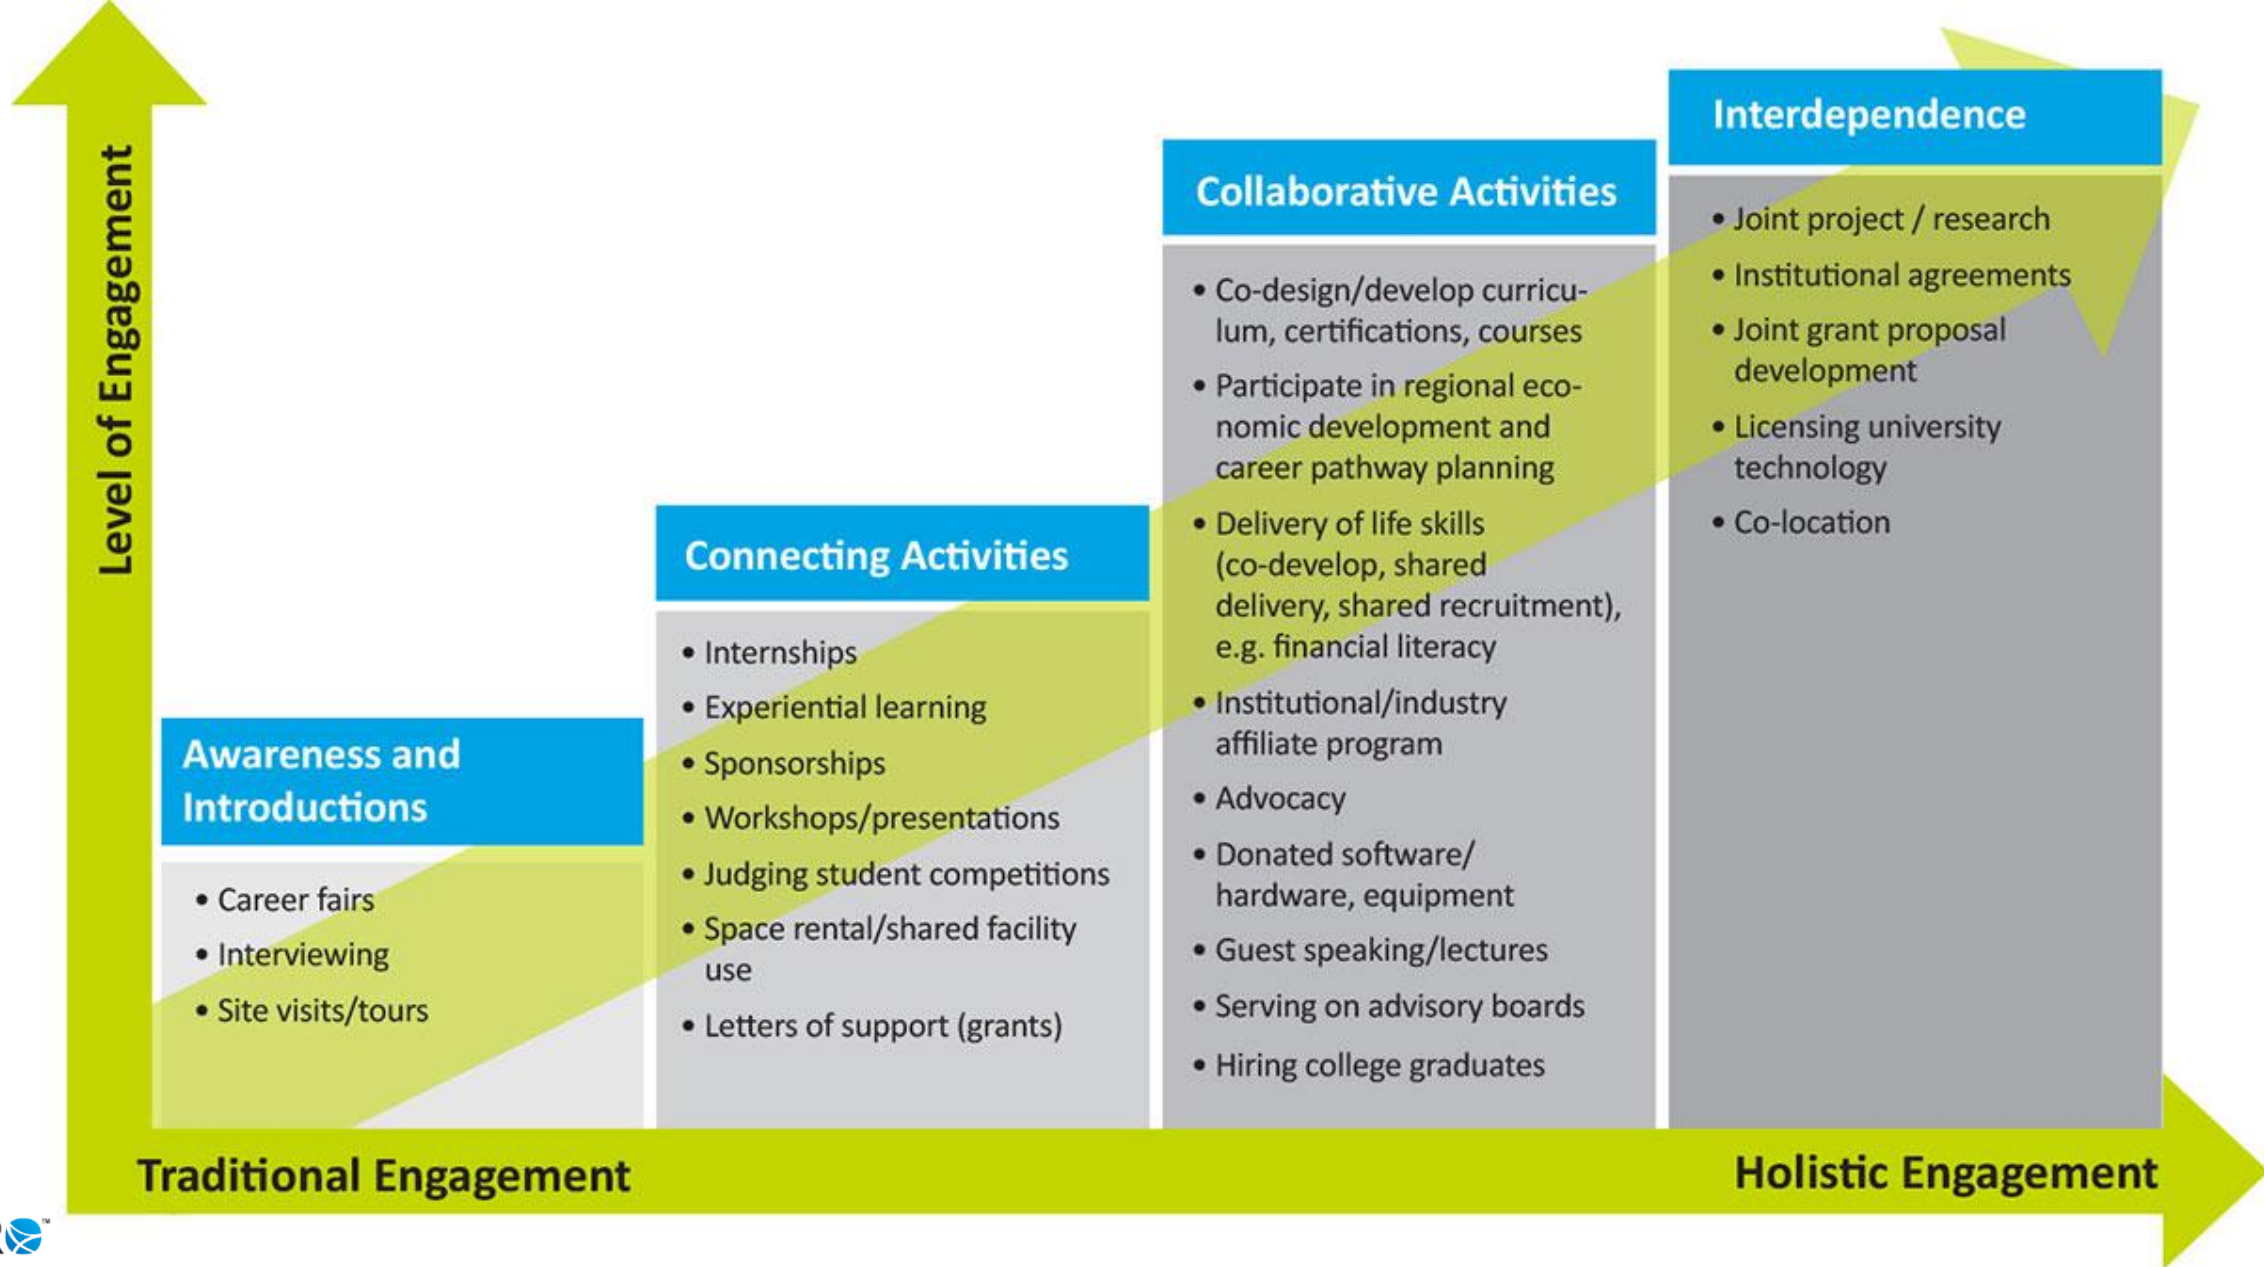 Level of Engagement
Awareness and
Introductions
• Career fairs
• Interviewing
• Site visits/tours
Connecting Activities
• Internships
• Experiential learning
• Sponsorships
• Workshops/presentations
• Judging student competitions
• Space rental/shared facility
use
• Letters of support (grants)
Collaborative Activities
• Co-design/develop curricu-
lum, certifications, courses
• Participate in regional eco-
nomic development and
career pathway planning
• Delivery of life skills
(co-develop, shared
delivery, shared recruitment),
e.g. financial literacy
• Institutional/industry
affiliate program
• Advocacy
• Donated software/
hardware, equipment
• Guest speaking/lectures
• Serving on advisory boards
• Hiring college graduates
Interdependence
• Joint project / research
• Institutional agreements
• Joint grant proposal
development
• Licensing university
technology
• Co-location
Traditional Engagement
Holistic Engagement